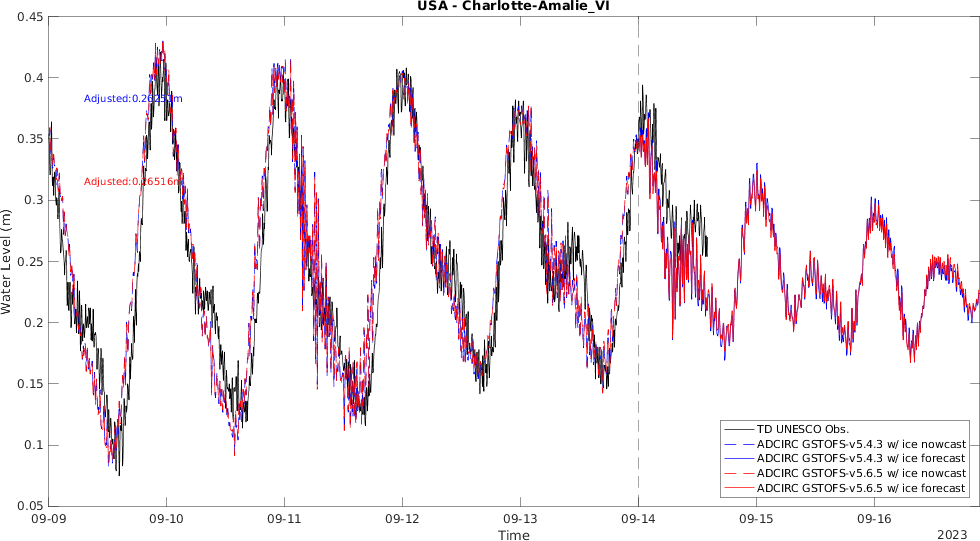 USA - Charlotte-Amalie_VI
0.45
0.4
0.35
0.3
0.25
0.2
0.15
0.1
0.05
Water Level (m)
Adjusted:
Adjusted:0.26516m
TD UNESCO Obs.
ADCIRC GSTOFS-v5.4.3 w/ ice nowcast
ADCIRC GSTOFS-v5.4.3 w/ ice forecast
ADCIRC GSTOFS-v5.6.5 w/ ice nowcast
ADCIRC GSTOFS-v5.6.5 w/ ice forecast
09-09 09-10 09-11 09-12 09-13 09-14 09-15 09-16
Time
2023